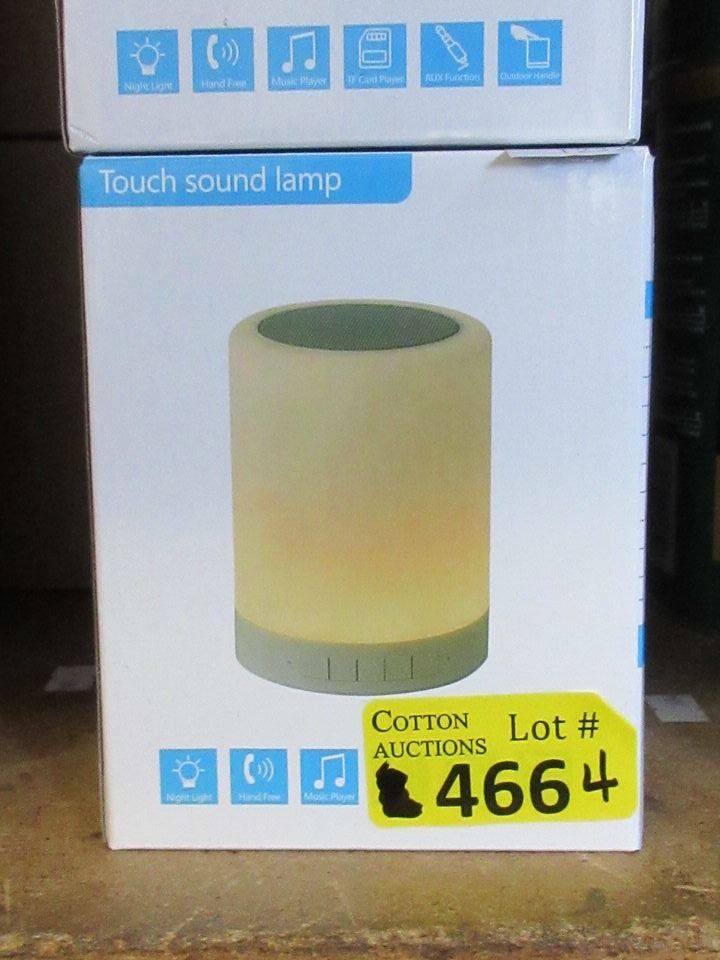 Night Light Hand Free Music Player TF Card Player AUX Function Outdoor Handle
Touch sound lamp
Night Light Hand Free Music Player
COTTON
AUCTIONS
Lot #
4664